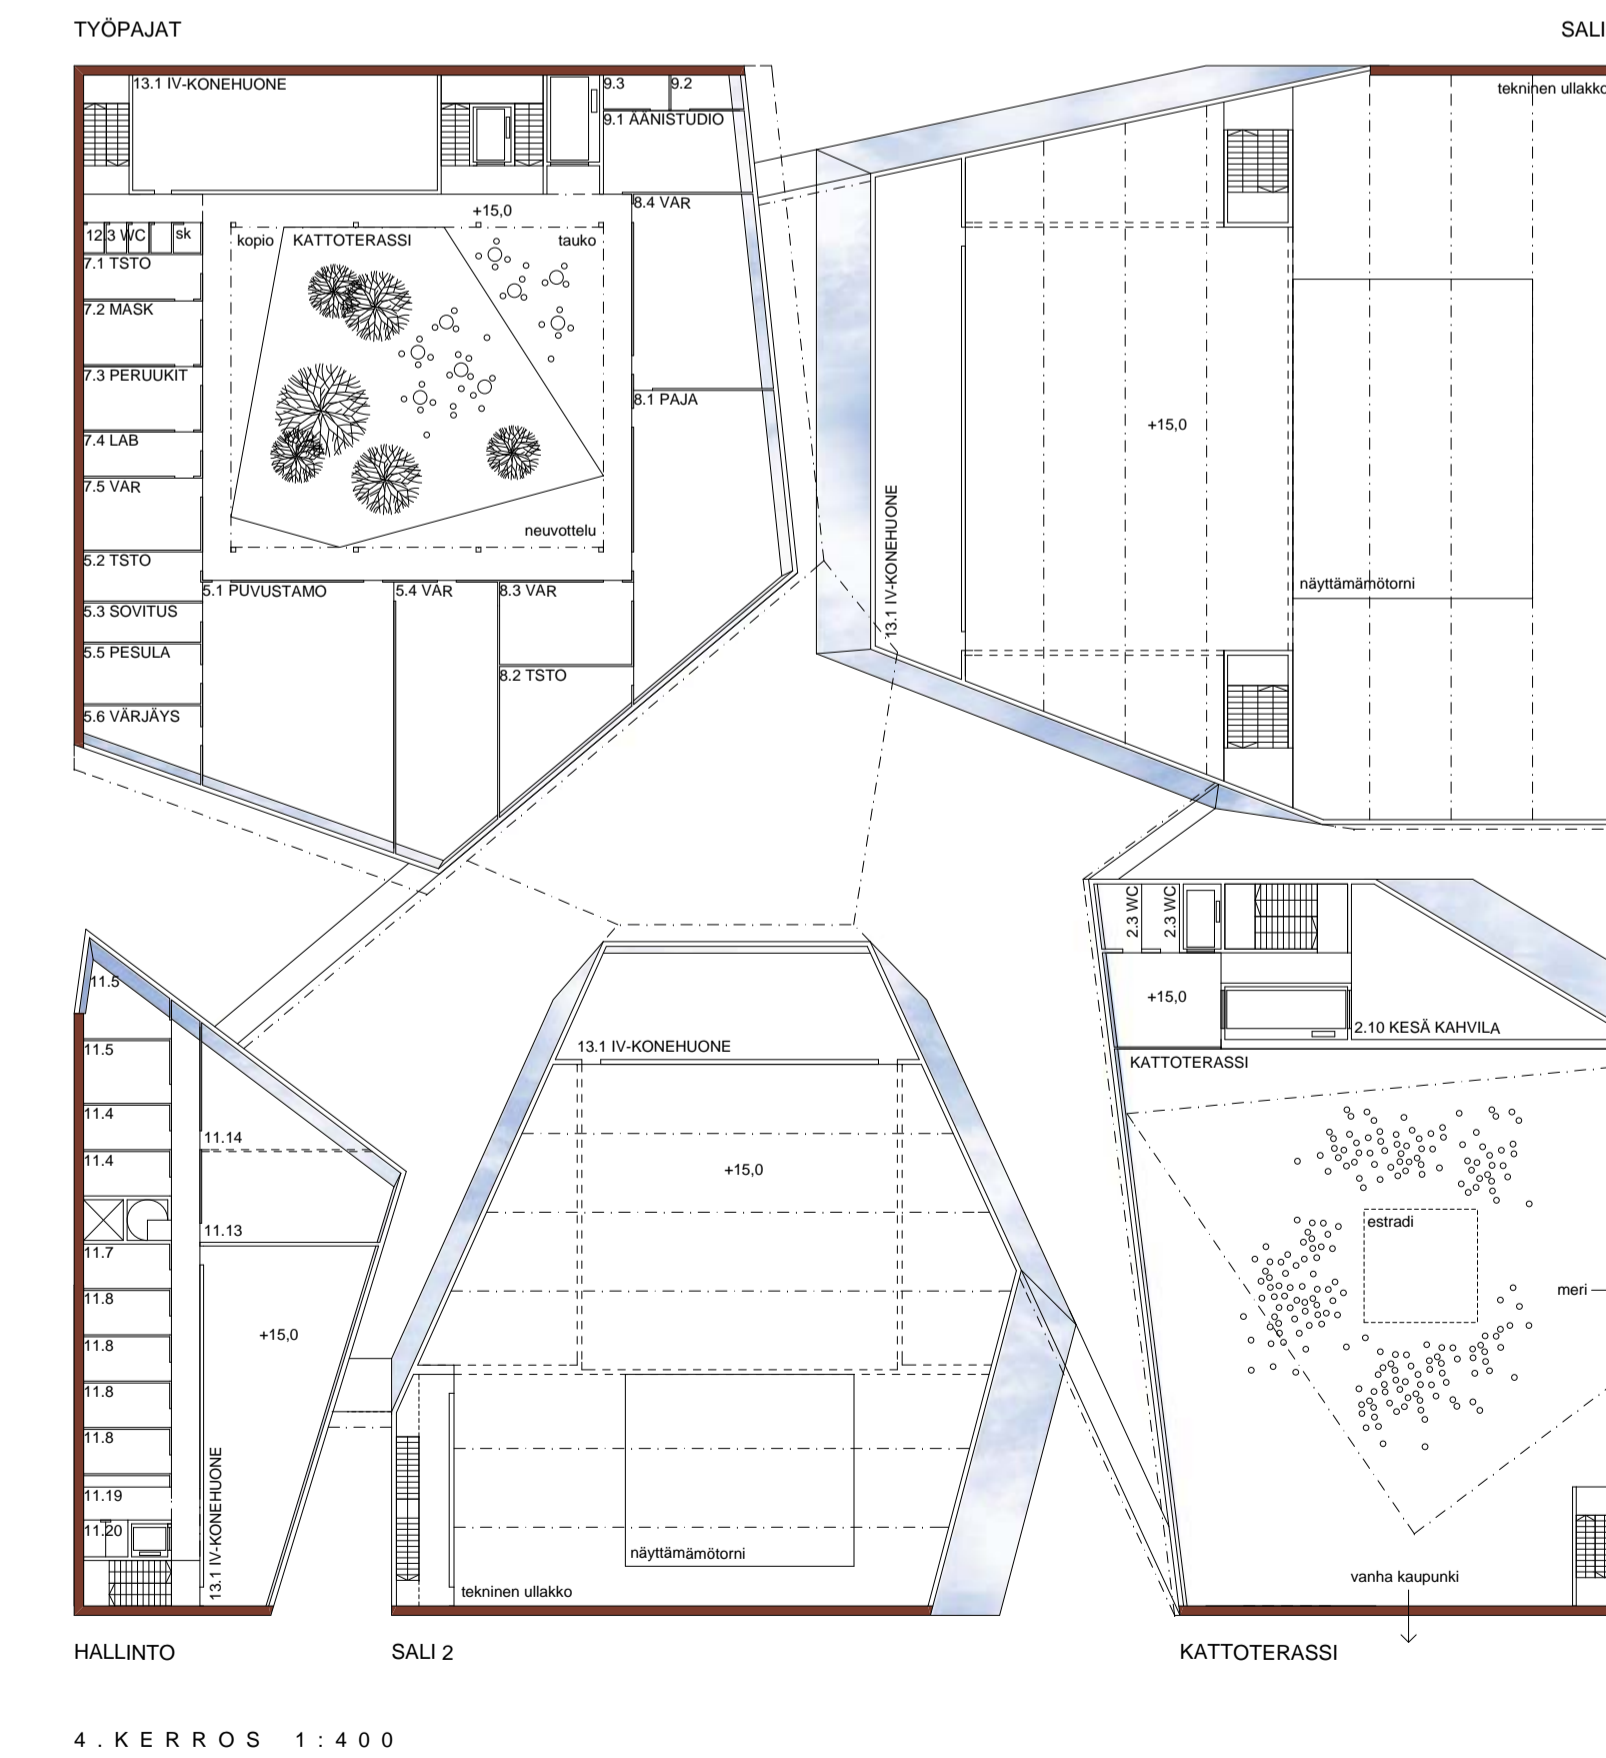 TYÖPAJAT
SALI
13.1 IV-KONEHUONE
9.3
9.2
9.1 ÄÄNISTUDIO
tekninen ullakko
8.4 VAR
+15,0
12.3 WC
sk
kopio
KATTOTERASSI
tauko
7.1 TSTO
7.2 MASK
7.3 PERUUKIT
8.1 PAJA
+15,0
7.4 LAB
7.5 VAR
13.1 IV-KONEHUONE
neuvottelu
5.2 TSTO
näyttämämötorni
5.1 PUVUSTAMO
5.4 VAR
8.3 VAR
5.3 SOVITUS
5.5 PESULA
8.2 TSTO
5.6 VÄRJÄYS
2.3 WC
2.3 WC
11.5
+15,0
2.10 KESÄ KAHVILA
11.5
13.1 IV-KONEHUONE
KATTOTERASSI
11.4
11.14
11.4
+15,0
estradi
11.13
11.7
meri
11.8
+15,0
11.8
11.8
11.8
13.1 IV-KONEHUONE
11.19
11.20
näyttämämötorni
vanha kaupunki
tekninen ullakko
HALLINTO
SALI 2
KATTOTERASSI
4. KERROS 1:400